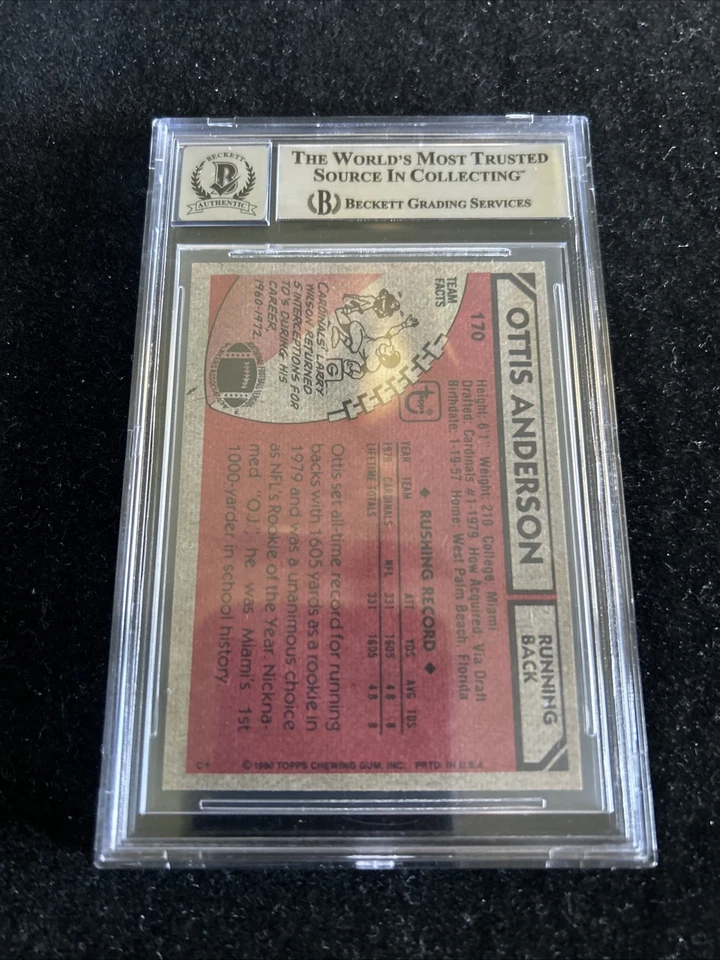 BECKETT
B
AUTHENTIC
THE WORLD'S MOST TRUSTED
SOURCE IN COLLECTING™
B BECKETT GRADING SERVICES
OTTIS ANDERSON
RUNNING
BACK
170
Height: 6'1" Weight: 210 College: Miami
Drafted: Cardinals #1-1979 How Acquired: Via Draft
Birthdate: 1-19-57 Home: West Palm Beach, Florida
TEAM
FACTS
topps
CARDINALS' LARRY
WILSON RETURNED
5 INTERCEPTIONS FOR
TD'S DURING HIS
CAREER,
1960-1972.
◆ RUSHING RECORD ◆
YEAR TEAM ATT YDS AVG TDS
1979 CARDINALS NFL 331 1605 4.8 8
LIFETIME TOTALS 331 1605 4.8 8
Ottis set all-time record for running
backs with 1605 yards as a rookie in
1979 and was a unanimous choice
as NFL's Rookie of the Year. Nickna-
med "O.J.," he was Miami's 1st
1000-yarder in school history.
C* © 1980 TOPPS CHEWING GUM, INC. PRTD. IN U.S.A.